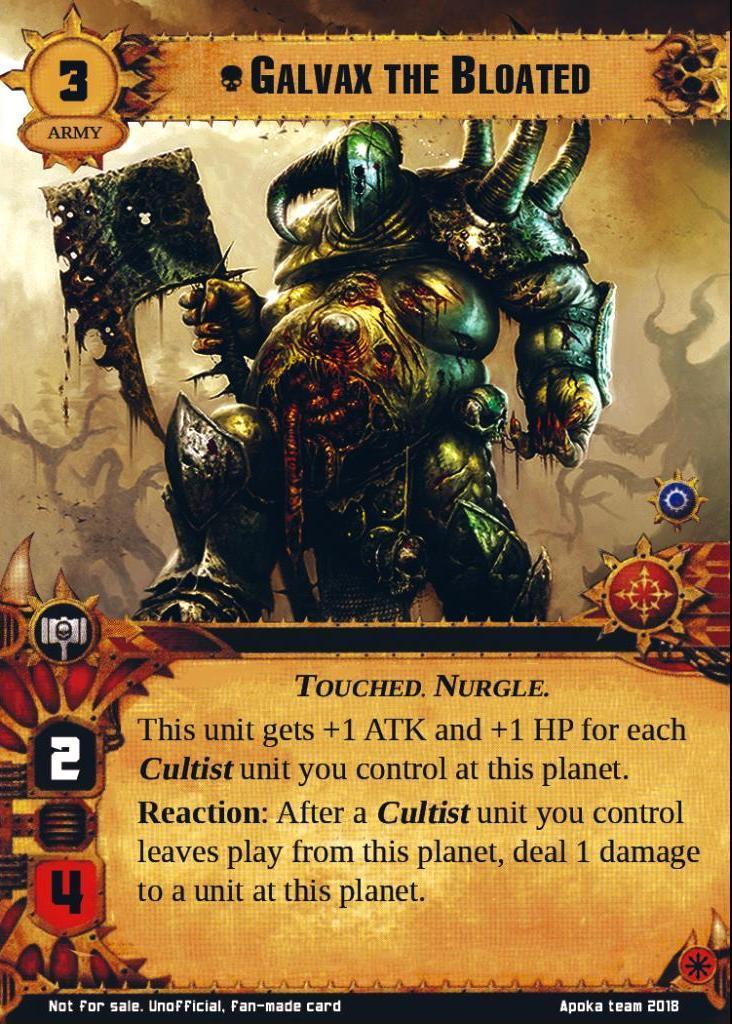 3
GALVAX THE BLOATED
ARMY
TOUCHED. NURGLE.
This unit gets +1 ATK and +1 HP for each
2
Cultist unit you control at this planet.
Reaction: After a Cultist unit you control
leaves play from this planet, deal 1 damage
4
to a unit at this planet.
Not for sale. Unofficial, fan-made card
Apoka team 2018